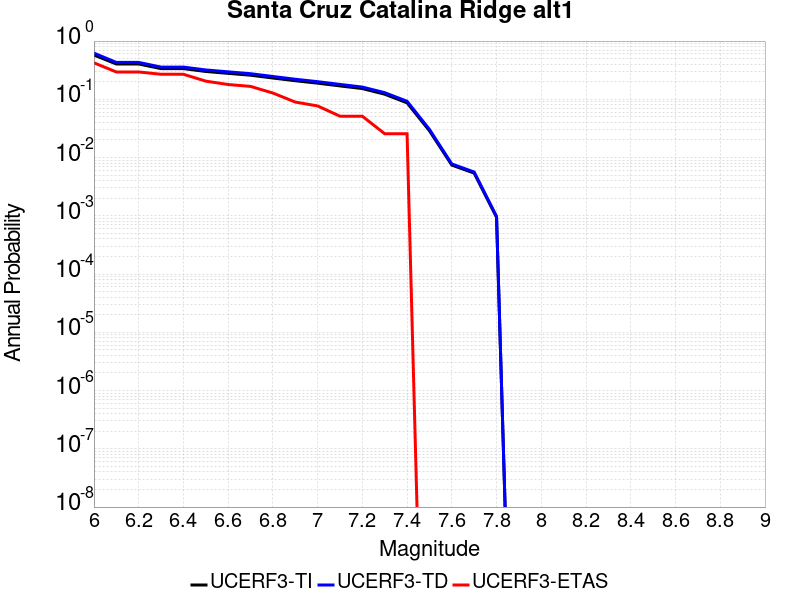 Santa Cruz Catalina Ridge alt1
Annual Probability
10^0
10^-1
10^-2
10^-3
10^-4
10^-5
10^-6
10^-7
10^-8
6 6.2 6.4 6.6 6.8 7 7.2 7.4 7.6 7.8 8 8.2 8.4 8.6 8.8 9
Magnitude
UCERF3-TI UCERF3-TD UCERF3-ETAS